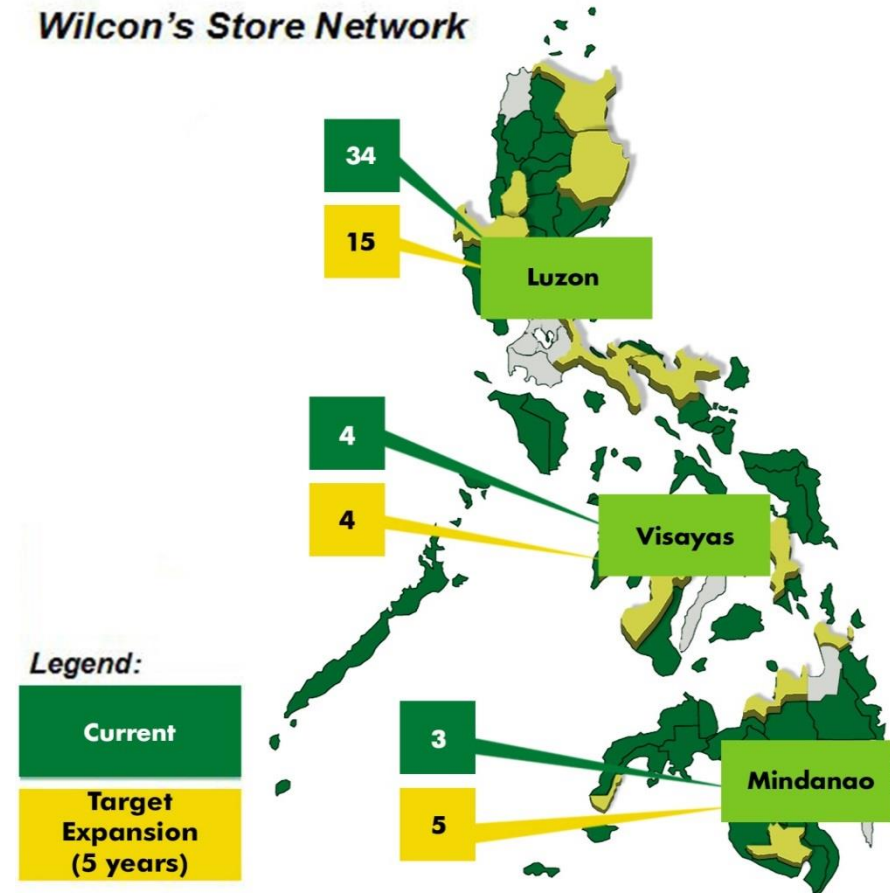 Wilcon's Store Network
34
15
Luzon
4
4
Visayas
Legend:
Current
Target
Expansion
(5 years)
3
5
Mindanao